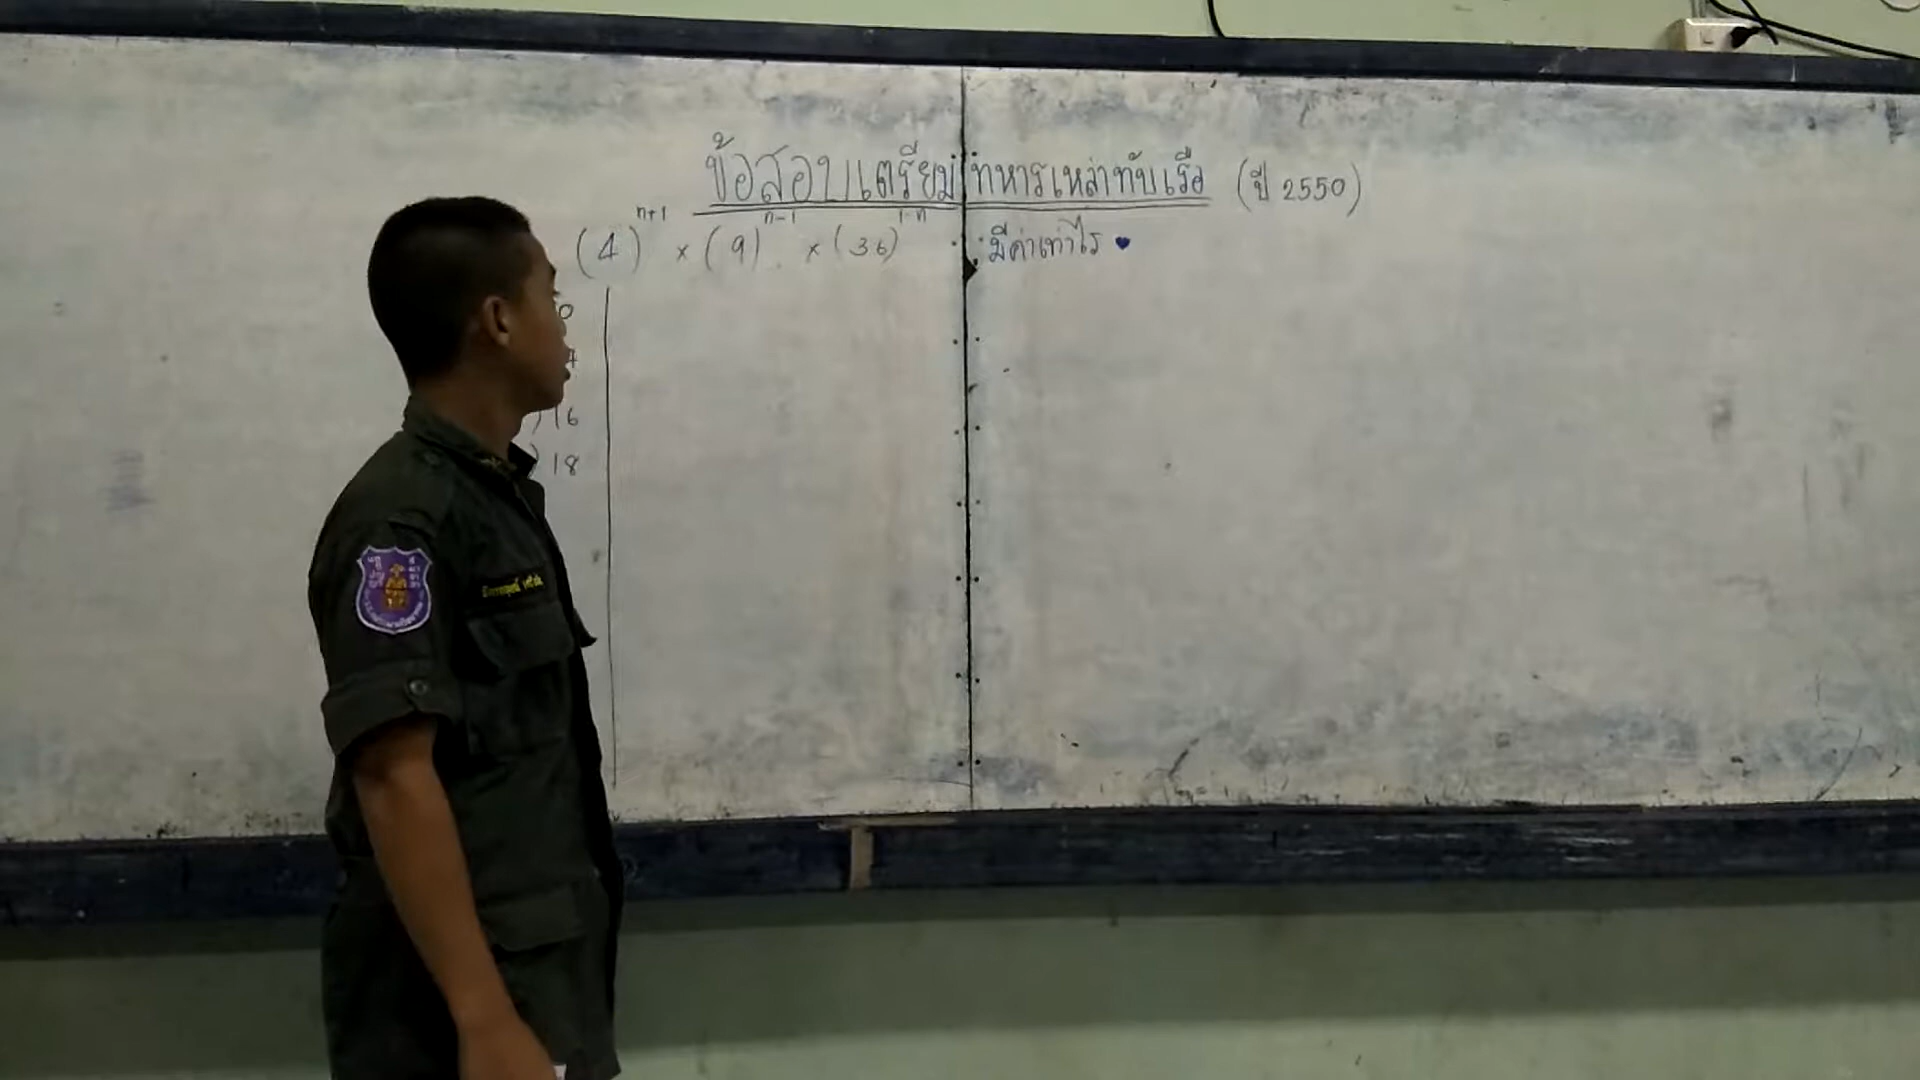 ข้อสอบเตรียมทหารเหล่าทัพเรือ (ปี 2550)
(4)ⁿ⁺¹ × (9)ⁿ⁻¹ × (36)¹⁻ⁿ มีค่าเท่าไร
) 16
) 18